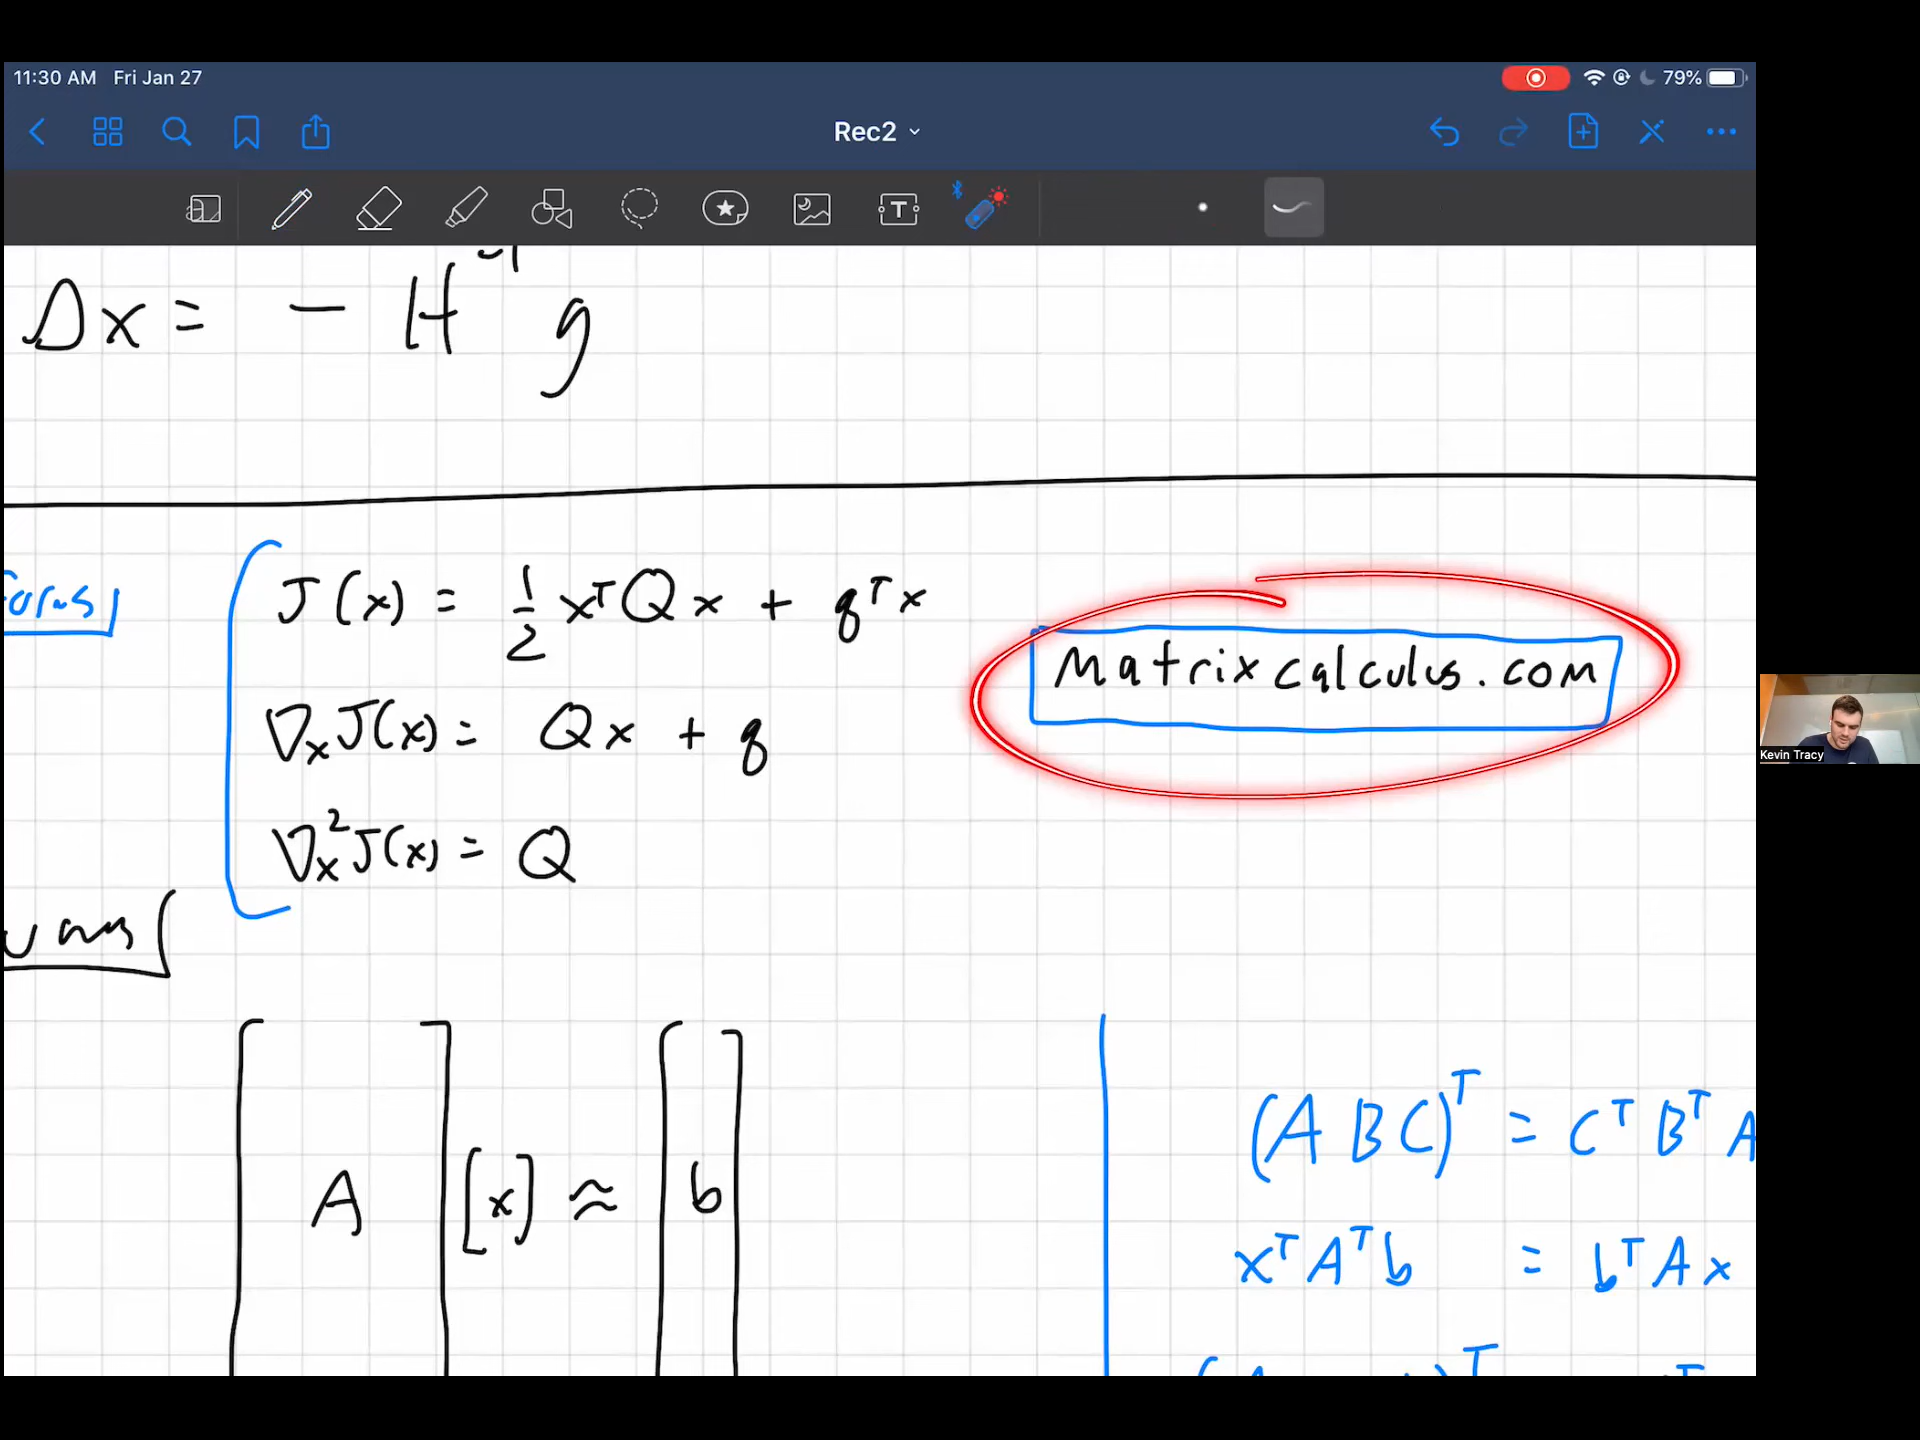 11:30 AM Fri Jan 27
79%
Rec2
T
Δx = - H⁻¹ g
J(x) = 1/2 xᵀQx + qᵀx
matrixcalculus.com
∇ₓJ(x) = Qx + q
∇ₓ²J(x) = Q
Kevin Tracy
[A][x] ≈ [b]
(ABC)ᵀ = CᵀBᵀA
xᵀAᵀb = bᵀAx